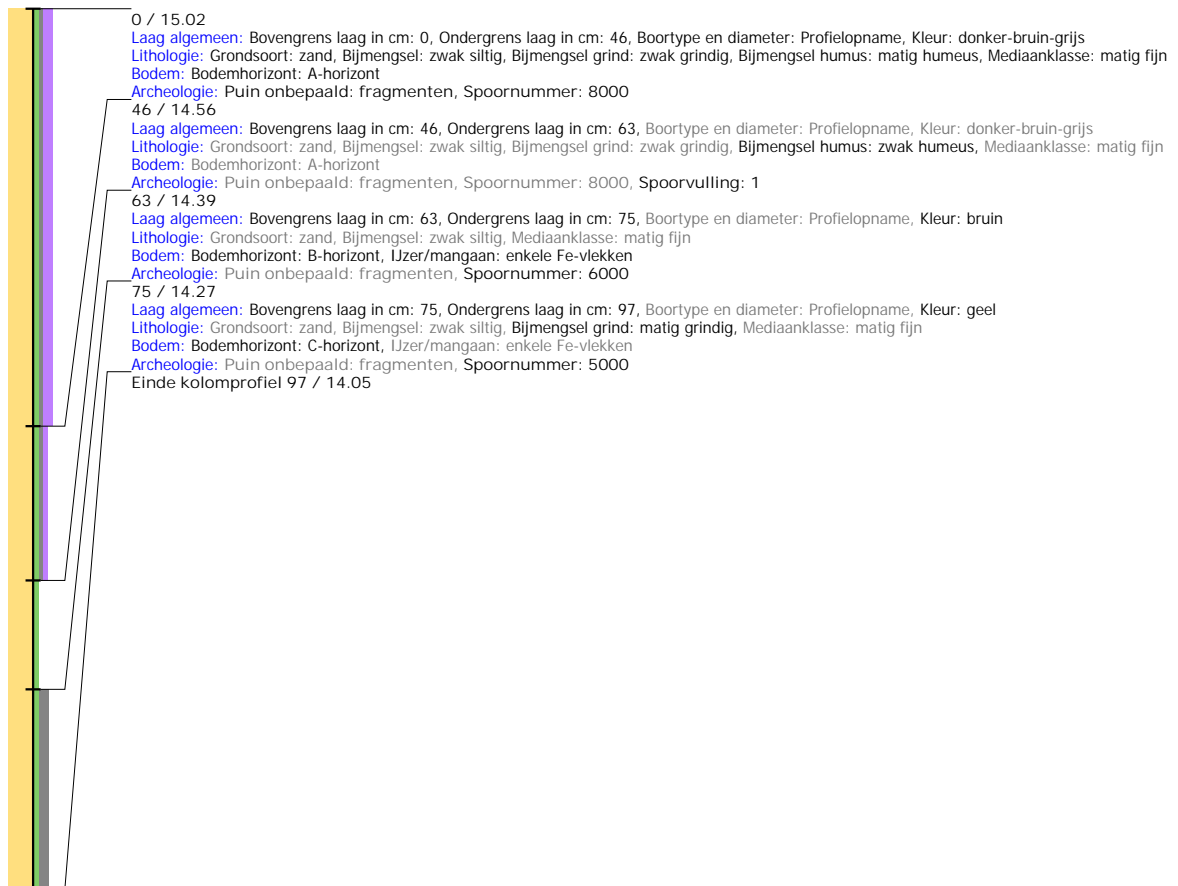 0 / 15.02
Laag algemeen: Bovengrens laag in cm: 0, Ondergrens laag in cm: 46, Boortype en diameter: Profielopname, Kleur: donker-bruin-grijs
Lithologie: Grondsoort: zand, Bijmengsel: zwak siltig, Bijmengsel grind: zwak grindig, Bijmengsel humus: matig humeus, Mediaanklasse: matig fijn
Bodem: Bodemhorizont: A-horizont
Archeologie: Puin onbepaald: fragmenten, Spoornummer: 8000
46 / 14.56
Laag algemeen: Bovengrens laag in cm: 46, Ondergrens laag in cm: 63, Boortype en diameter: Profielopname, Kleur: donker-bruin-grijs
Lithologie: Grondsoort: zand, Bijmengsel: zwak siltig, Bijmengsel grind: zwak grindig, Bijmengsel humus: zwak humeus, Mediaanklasse: matig fijn
Bodem: Bodemhorizont: A-horizont
Archeologie: Puin onbepaald: fragmenten, Spoornummer: 8000, Spoorvulling: 1
63 / 14.39
Laag algemeen: Bovengrens laag in cm: 63, Ondergrens laag in cm: 75, Boortype en diameter: Profielopname, Kleur: bruin
Lithologie: Grondsoort: zand, Bijmengsel: zwak siltig, Mediaanklasse: matig fijn
Bodem: Bodemhorizont: B-horizont, IJzer/mangaan: enkele Fe-vlekken
Archeologie: Puin onbepaald: fragmenten, Spoornummer: 6000
75 / 14.27
Laag algemeen: Bovengrens laag in cm: 75, Ondergrens laag in cm: 97, Boortype en diameter: Profielopname, Kleur: geel
Lithologie: Grondsoort: zand, Bijmengsel: zwak siltig, Bijmengsel grind: matig grindig, Mediaanklasse: matig fijn
Bodem: Bodemhorizont: C-horizont, IJzer/mangaan: enkele Fe-vlekken
Archeologie: Puin onbepaald: fragmenten, Spoornummer: 5000
Einde kolomprofiel 97 / 14.05